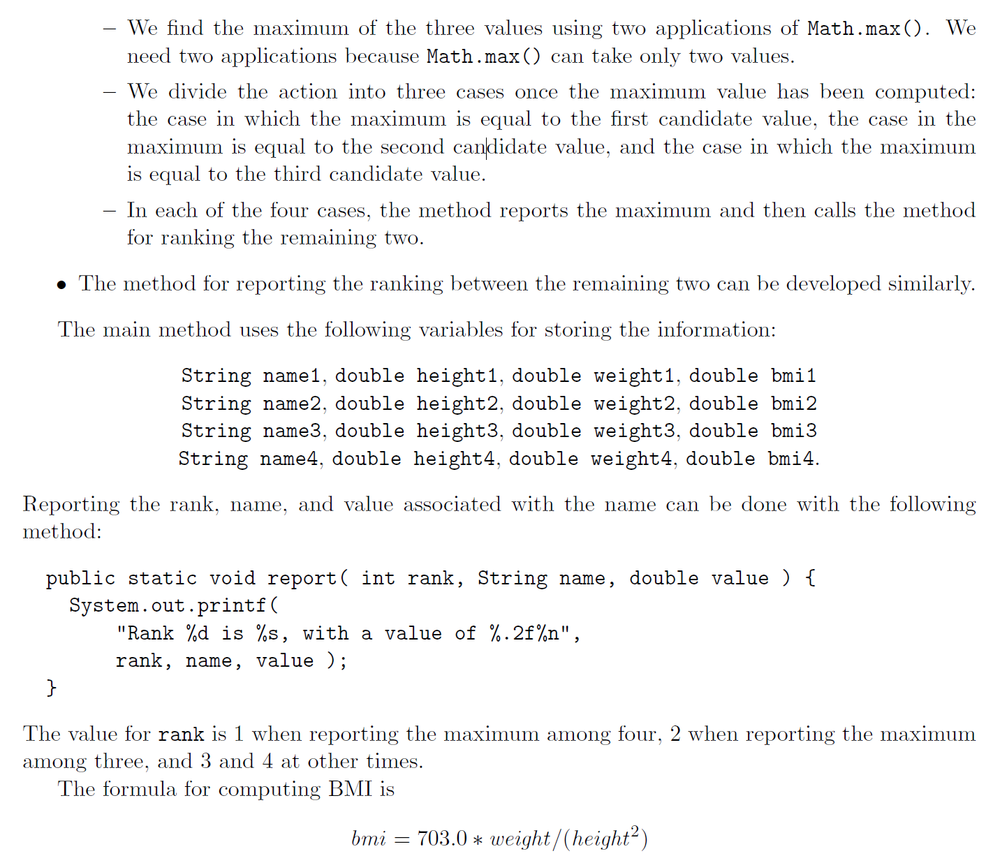 – We find the maximum of the three values using two applications of Math.max(). We
need two applications because Math.max() can take only two values.
– We divide the action into three cases once the maximum value has been computed:
the case in which the maximum is equal to the first candidate value, the case in the
maximum is equal to the second candidate value, and the case in which the maximum
is equal to the third candidate value.
– In each of the four cases, the method reports the maximum and then calls the method
for ranking the remaining two.
• The method for reporting the ranking between the remaining two can be developed similarly.
The main method uses the following variables for storing the information:
String name1, double height1, double weight1, double bmi1
String name2, double height2, double weight2, double bmi2
String name3, double height3, double weight3, double bmi3
String name4, double height4, double weight4, double bmi4.
Reporting the rank, name, and value associated with the name can be done with the following
method:
public static void report( int rank, String name, double value ) {
System.out.printf(
"Rank %d is %s, with a value of %.2f%n",
rank, name, value );
}
The value for rank is 1 when reporting the maximum among four, 2 when reporting the maximum
among three, and 3 and 4 at other times.
The formula for computing BMI is
bmi = 703.0 * weight/(height²)